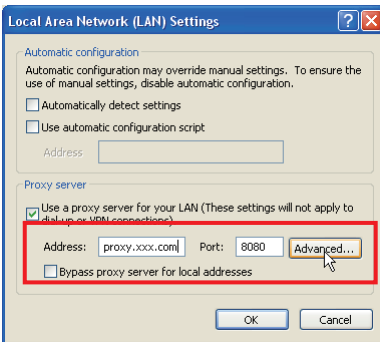 Local Area Network (LAN) Settings
Automatic configuration
Automatic configuration may override manual settings. To ensure the
use of manual settings, disable automatic configuration.
Automatically detect settings
Use automatic configuration script
Address
Proxy server
Use a proxy server for your LAN (These settings will not apply to
dial-up or VPN connections).
Address: proxy.xxx.com Port: 8080 Advanced...
Bypass proxy server for local addresses
OK Cancel